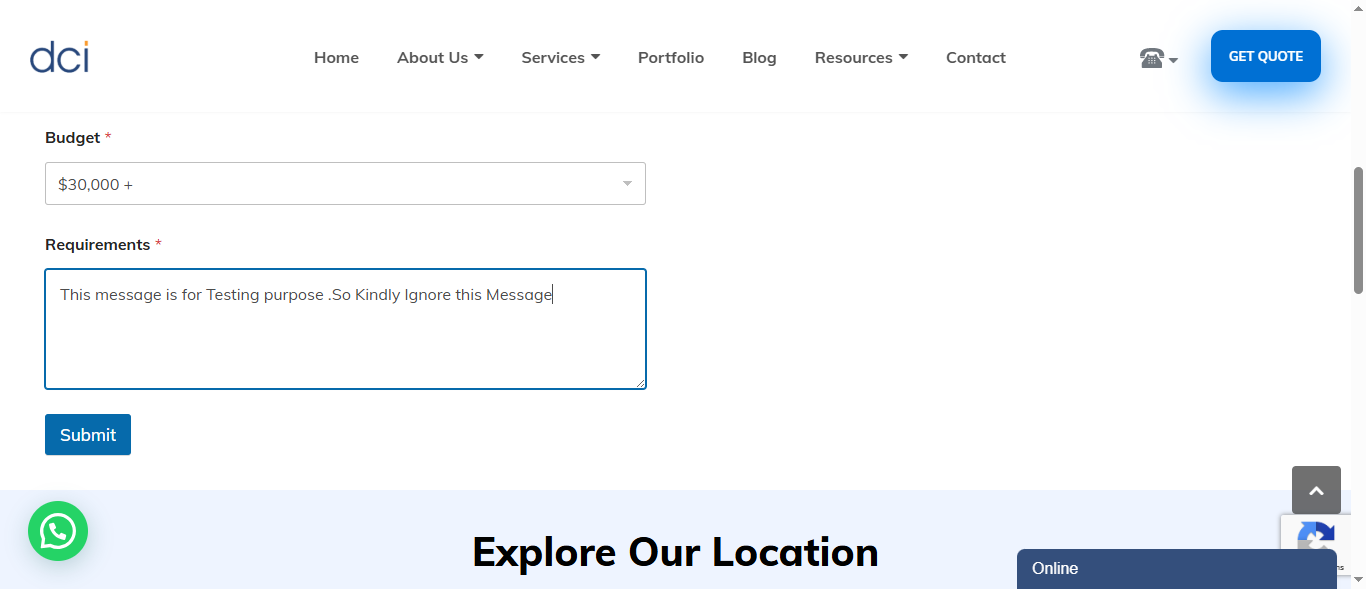 dci
Home About Us Services Portfolio Blog Resources Contact GET QUOTE
Budget *
$30,000 +
Requirements *
This message is for Testing purpose .So Kindly Ignore this Message
Submit
Explore Our Location
Online